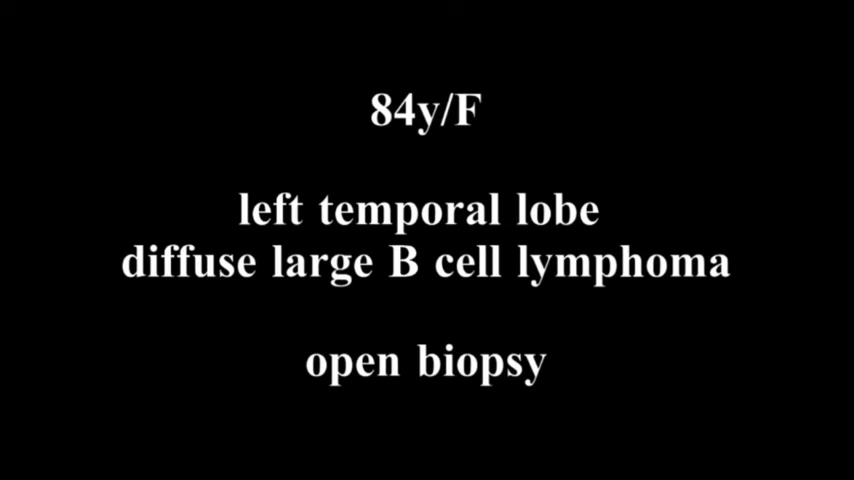 84y/F
left temporal lobe
diffuse large B cell lymphoma
open biopsy